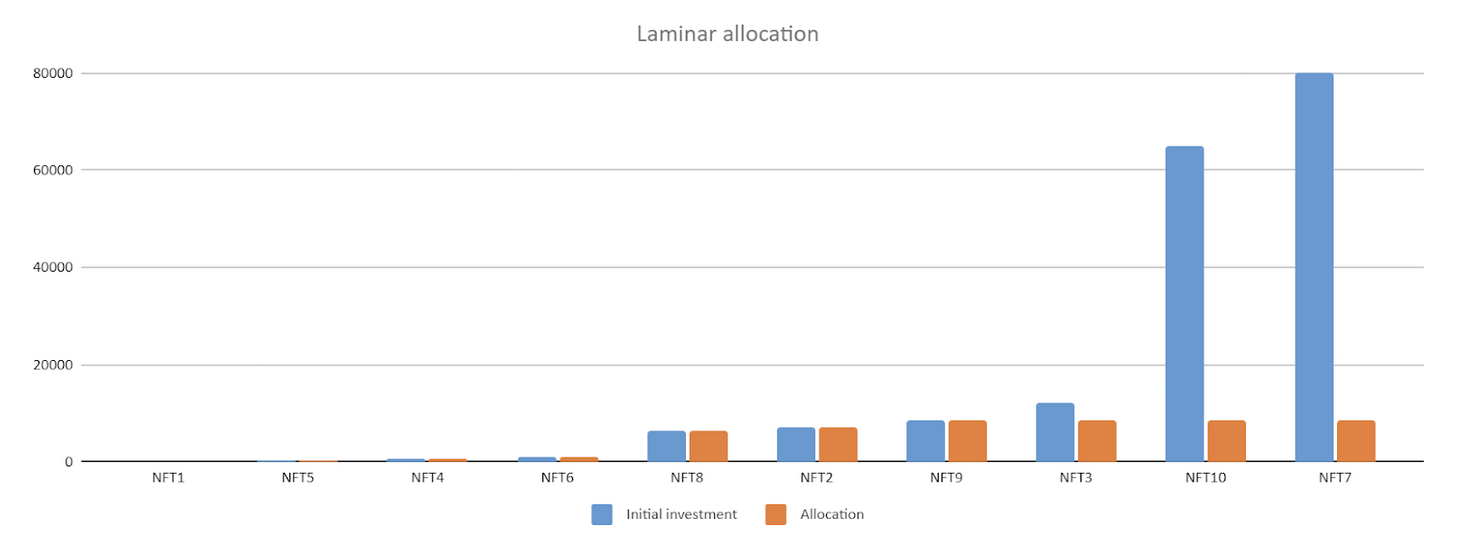 Laminar allocation
80000
60000
40000
20000
0
NFT1 NFT5 NFT4 NFT6 NFT8 NFT2 NFT9 NFT3 NFT10 NFT7
Initial investment Allocation